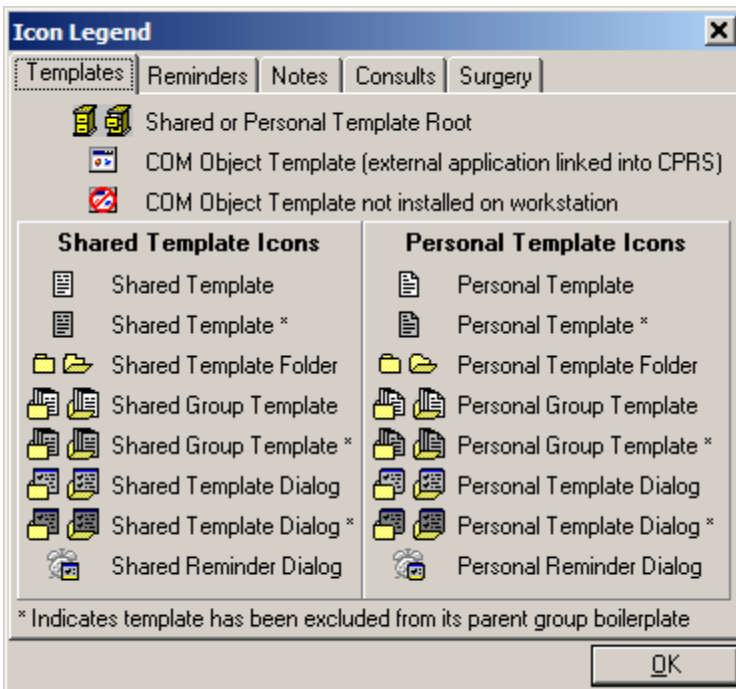 Icon Legend
Templates Reminders Notes Consults Surgery
Shared or Personal Template Root
COM Object Template (external application linked into CPRS)
COM Object Template not installed on workstation
Shared Template Icons
Shared Template
Shared Template *
Shared Template Folder
Shared Group Template
Shared Group Template *
Shared Template Dialog
Shared Template Dialog *
Shared Reminder Dialog
Personal Template Icons
Personal Template
Personal Template *
Personal Template Folder
Personal Group Template
Personal Group Template *
Personal Template Dialog
Personal Template Dialog *
Personal Reminder Dialog
* Indicates template has been excluded from its parent group boilerplate
OK